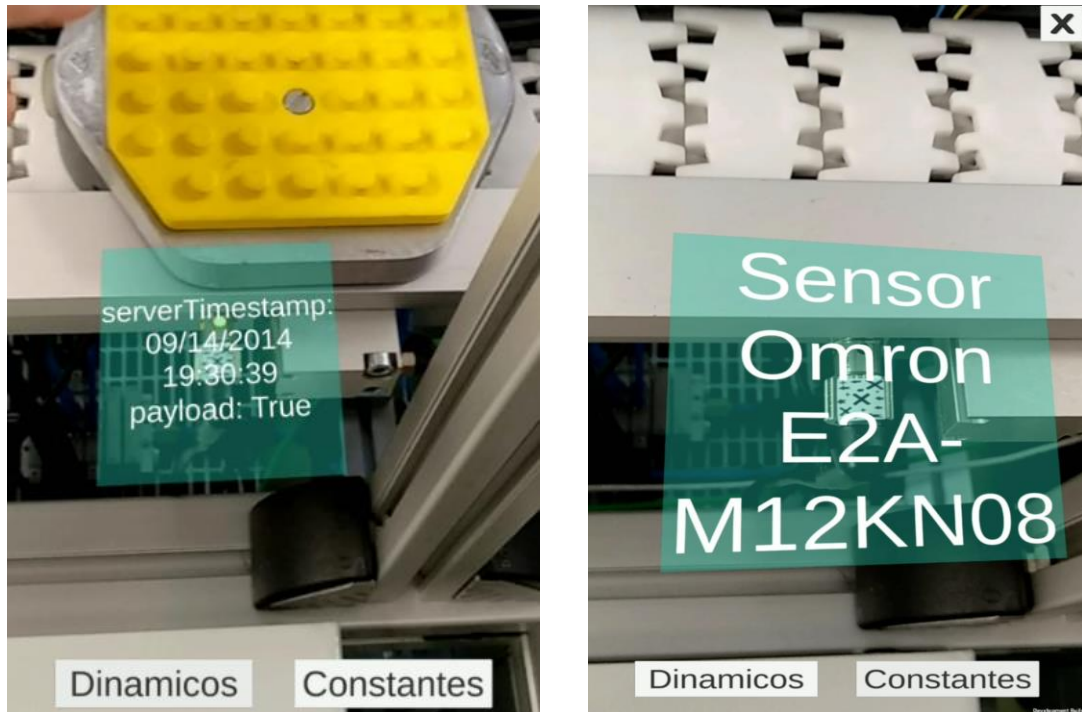 serverTimestamp:
09/14/2014
19:30:39
payload: True
Dinamicos
Constantes
X
Sensor
Omron
E2A-
M12KN08
Dinamicos
Constantes